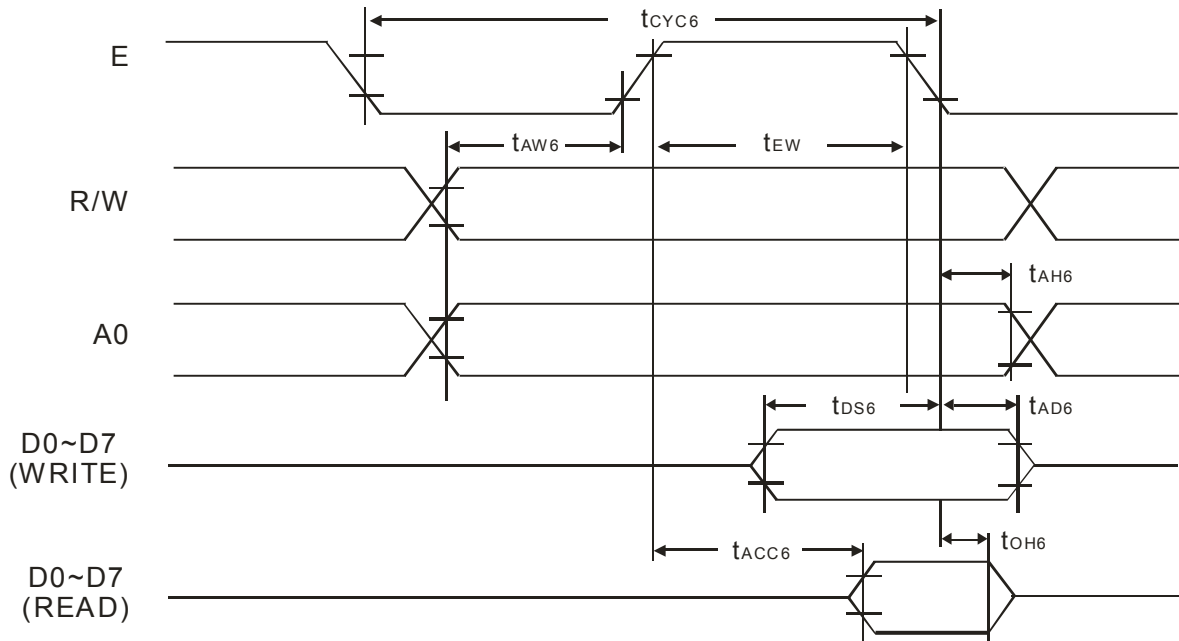 tCYC6
E
tAW6
tEW
R/W
tAH6
A0
tDS6
tAD6
D0~D7
(WRITE)
tACC6
tOH6
D0~D7
(READ)